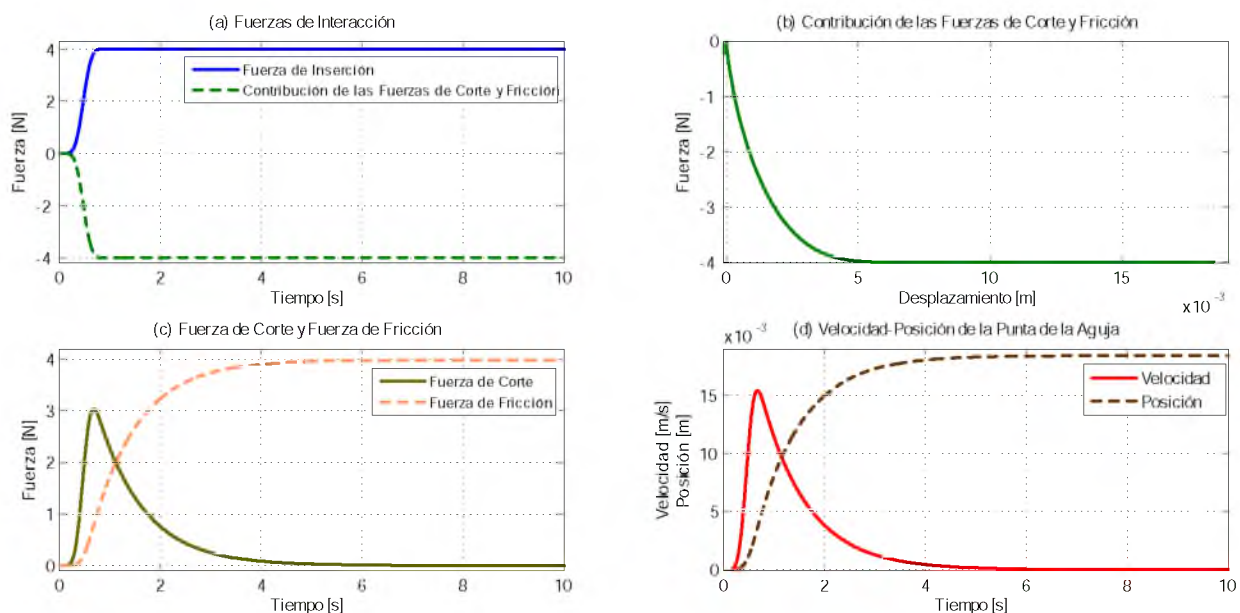 (a) Fuerzas de Interacción
4
2
0
-2
-4
Fuerza [N]
Fuerza de Inserción
Contribución de las Fuerzas de Corte y Fricción
0 2 4 6 8 10
Tiempo [s]
(b) Contribución de las Fuerzas de Corte y Fricción
0
-1
-2
-3
-4
Fuerza [N]
0 5 10 15
Desplazamiento [m]
x10 -3
(c) Fuerza de Corte y Fuerza de Fricción
4
3
2
1
0
Fuerza [N]
Fuerza de Corte
Fuerza de Fricción
0 2 4 6 8 10
Tiempo [s]
(d) Velocidad-Posición de la Punta de la Aguja
x 10 -3
15
10
5
0
Velocidad [m/s]
Posición [m]
Velocidad
Posición
0 2 4 6 8 10
Tiempo [s]